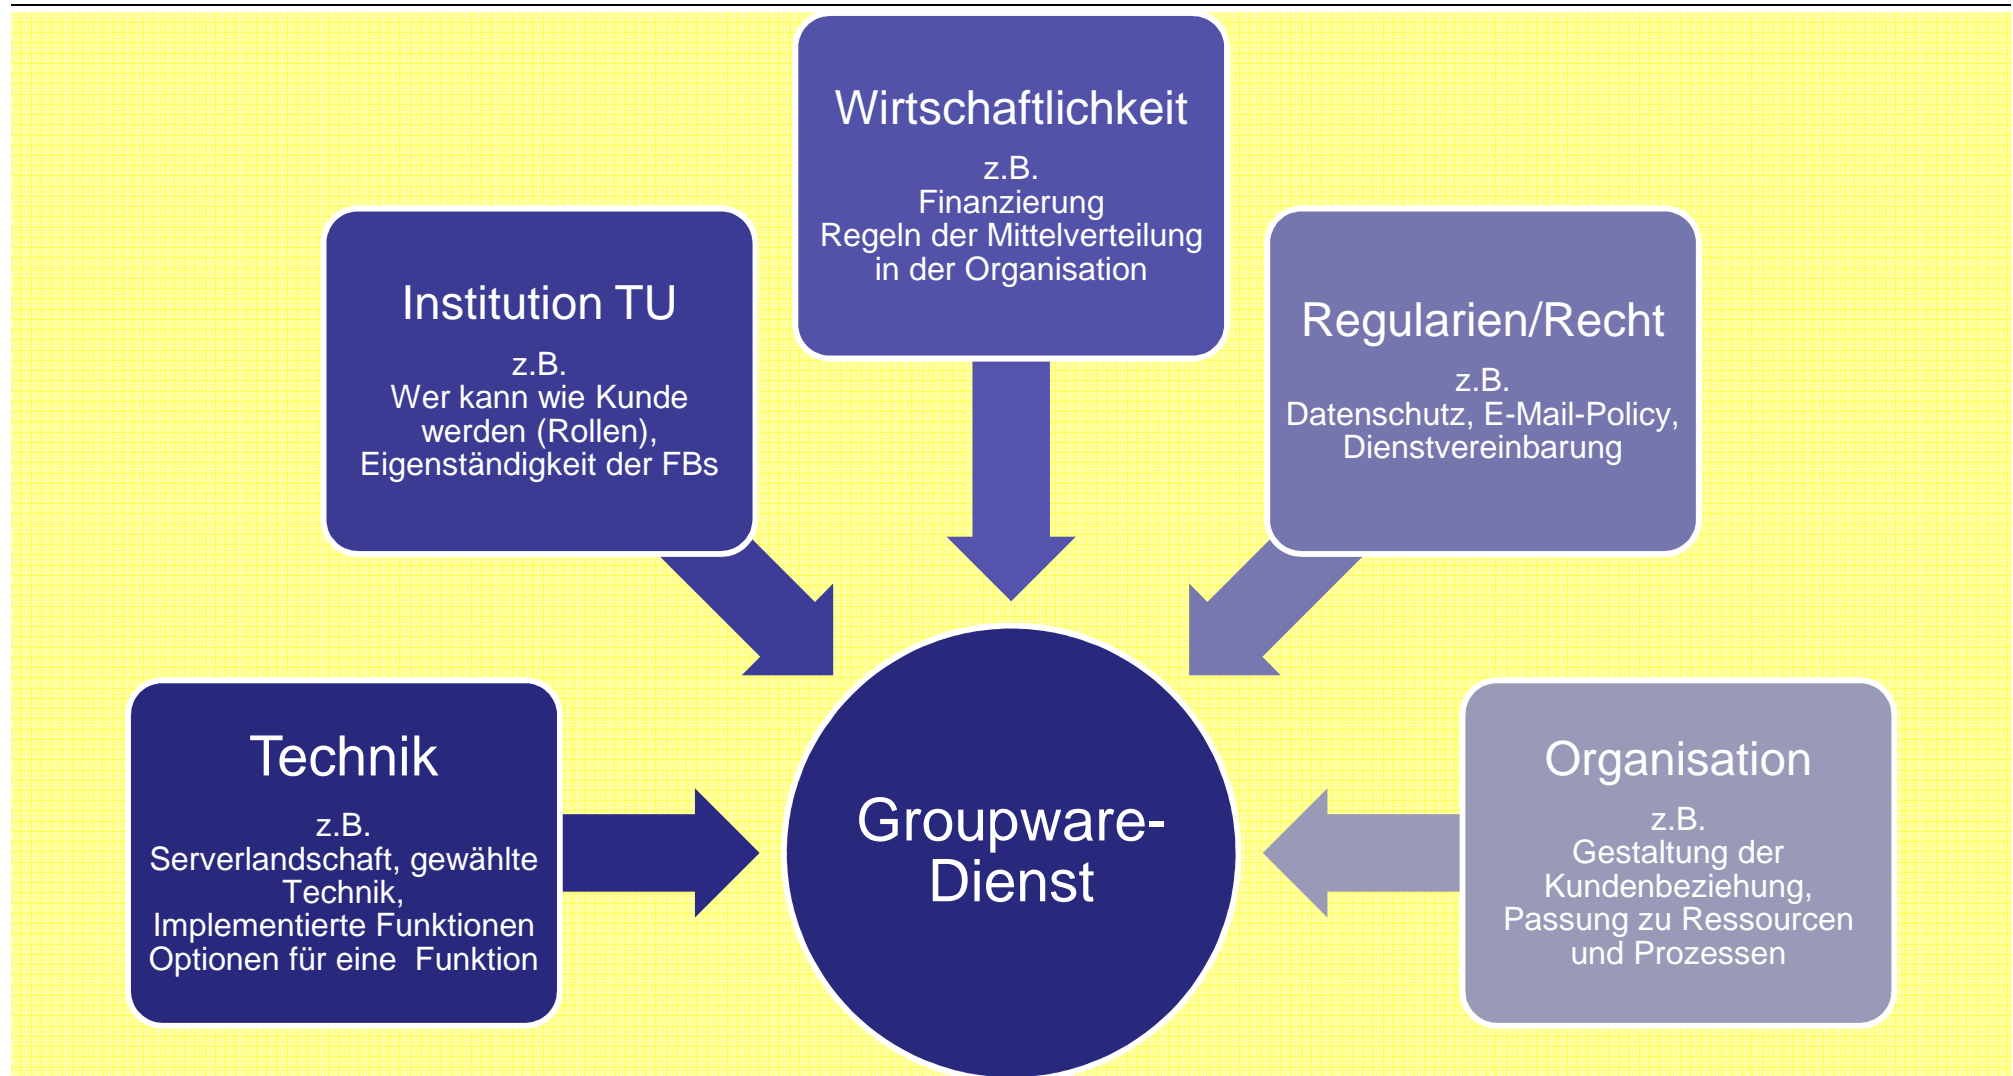 Wirtschaftlichkeit
z.B.
Finanzierung
Regeln der Mittelverteilung
in der Organisation
Institution TU
z.B.
Wer kann wie Kunde
werden (Rollen),
Eigenständigkeit der FBs
Regularien/Recht
z.B.
Datenschutz, E-Mail-Policy,
Dienstvereinbarung
Technik
z.B.
Serverlandschaft, gewählte
Technik,
Implementierte Funktionen
Optionen für eine Funktion
Groupware-
Dienst
Organisation
z.B.
Gestaltung der
Kundenbeziehung,
Passung zu Ressourcen
und Prozessen